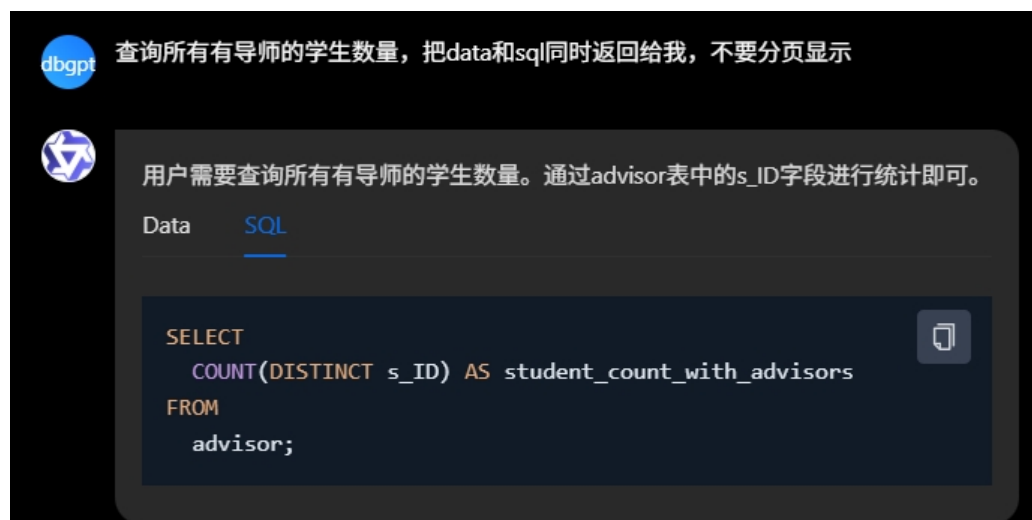 dbgpt
查询所有有导师的学生数量，把data和sql同时返回给我，不要分页显示
用户需要查询所有有导师的学生数量。通过advisor表中的s_ID字段进行统计即可。
Data SQL
SELECT
COUNT(DISTINCT s_ID) AS student_count_with_advisors
FROM
advisor;